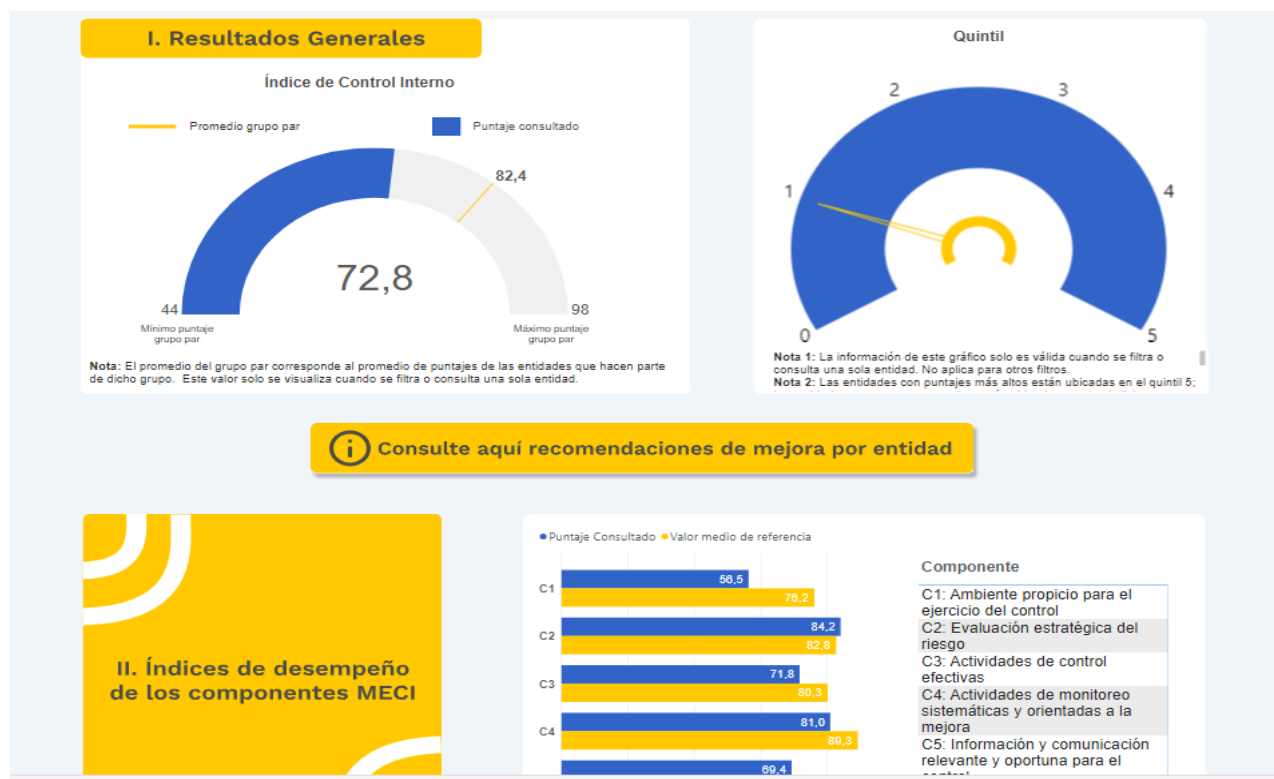 I. Resultados Generales
Índice de Control Interno
Promedio grupo par
Puntaje consultado
82,4
72,8
44
98
Mínimo puntaje
grupo par
Máximo puntaje
grupo par
Nota: El promedio del grupo par corresponde al promedio de puntajes de las entidades que hacen parte
de dicho grupo. Este valor solo se visualiza cuando se filtra o consulta una sola entidad.
Quintil
2
3
1
4
0
5
Nota 1: La información de este gráfico solo es válida cuando se filtra o
consulta una sola entidad. No aplica para otros filtros.
Nota 2: Las entidades con puntajes más altos están ubicadas en el quintil 5;
Consulte aquí recomendaciones de mejora por entidad
II. Índices de desempeño
de los componentes MECI
Puntaje Consultado
Valor medio de referencia
C1
56,5
76,2
C2
84,2
82,8
C3
71,8
80,3
C4
81,0
89,3
69,4
Componente
C1: Ambiente propicio para el
ejercicio del control
C2: Evaluación estratégica del
riesgo
C3: Actividades de control
efectivas
C4: Actividades de monitoreo
sistemáticas y orientadas a la
mejora
C5: Información y comunicación
relevante y oportuna para el